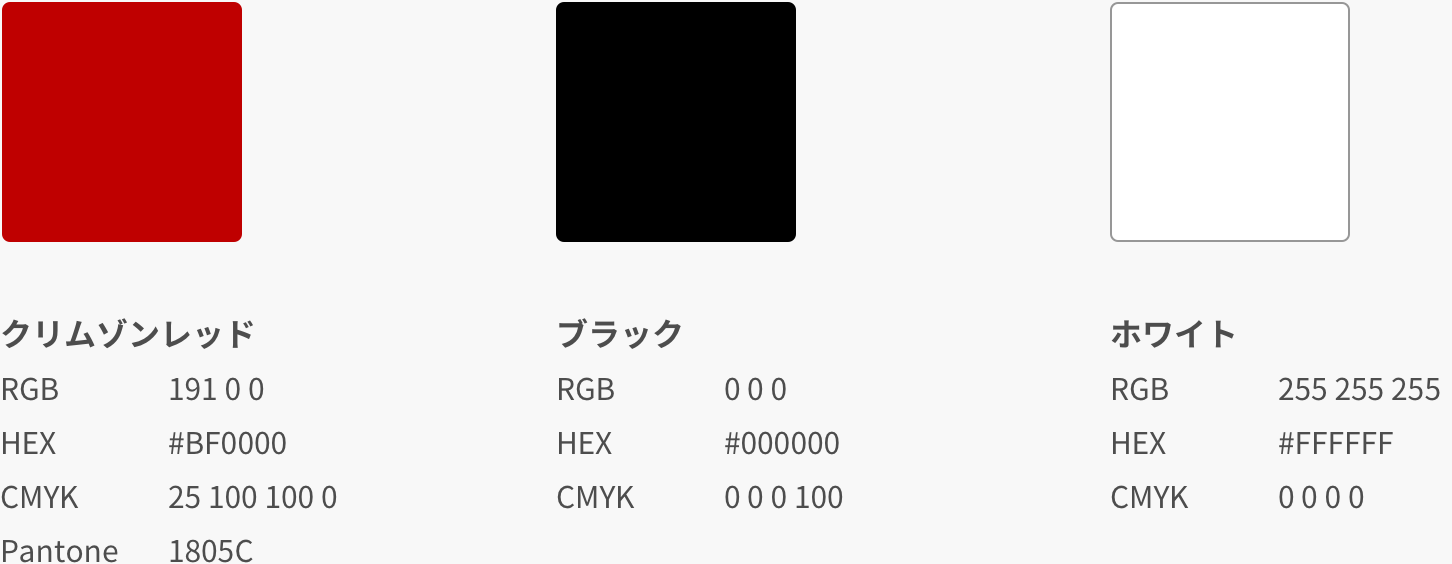 クリムゾンレッド
RGB 191 0 0
HEX #BF0000
CMYK 25 100 100 0
Pantone 1805C
ブラック
RGB 0 0 0
HEX #000000
CMYK 0 0 0 100
ホワイト
RGB 255 255 255
HEX #FFFFFF
CMYK 0 0 0 0